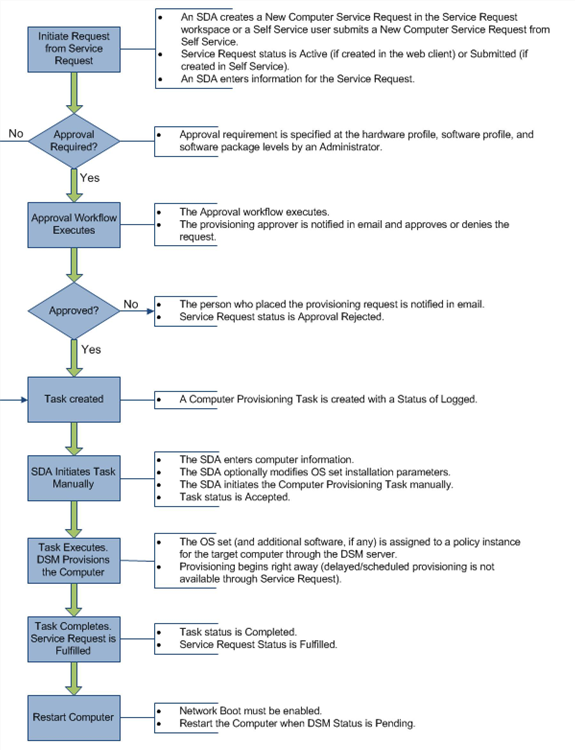 Initiate Request
from Service
Request
• An SDA creates a New Computer Service Request in the Service Request
workspace or a Self Service user submits a New Computer Service Request from
Self Service.
• Service Request status is Active (if created in the web client) or Submitted (if
created in Self Service).
• An SDA enters information for the Service Request.
No
Approval
Required?
• Approval requirement is specified at the hardware profile, software profile, and
software package levels by an Administrator.
Yes
Approval Workflow
Executes
• The Approval workflow executes.
• The provisioning approver is notified in email and approves or denies the
request.
Approved?
No
• The person who placed the provisioning request is notified in email.
• Service Request status is Approval Rejected.
Yes
Task created
• A Computer Provisioning Task is created with a Status of Logged.
SDA Initiates Task
Manually
• The SDA enters computer information.
• The SDA optionally modifies OS set installation parameters.
• The SDA initiates the Computer Provisioning Task manually.
• Task status is Accepted.
Task Executes.
DSM Provisions
the Computer
• The OS set (and additional software, if any) is assigned to a policy instance
for the target computer through the DSM server.
• Provisioning begins right away (delayed/scheduled provisioning is not
available through Service Request).
Task Completes.
Service Request is
Fulfilled
• Task status is Completed.
• Service Request Status is Fulfilled.
Restart Computer
• Network Boot must be enabled.
• Restart the Computer when DSM Status is Pending.